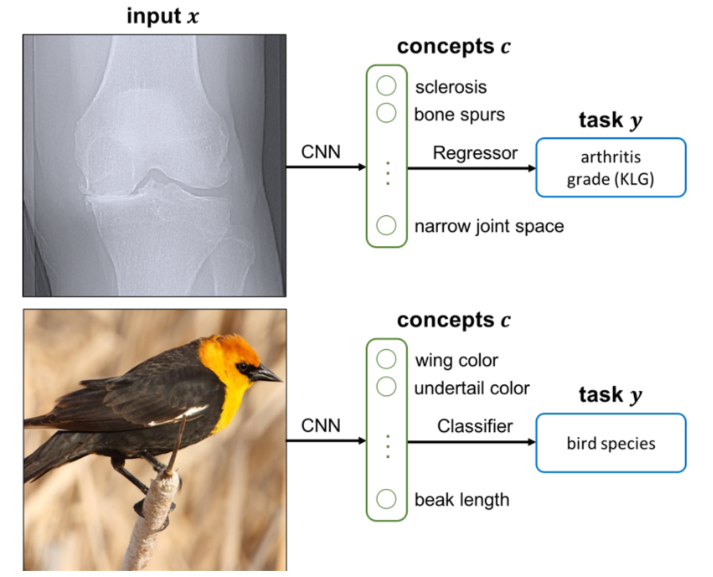 input x
concepts c
sclerosis
bone spurs
CNN
Regressor
narrow joint space
task y
arthritis
grade (KLG)
concepts c
wing color
undertail color
CNN
Classifier
beak length
task y
bird species